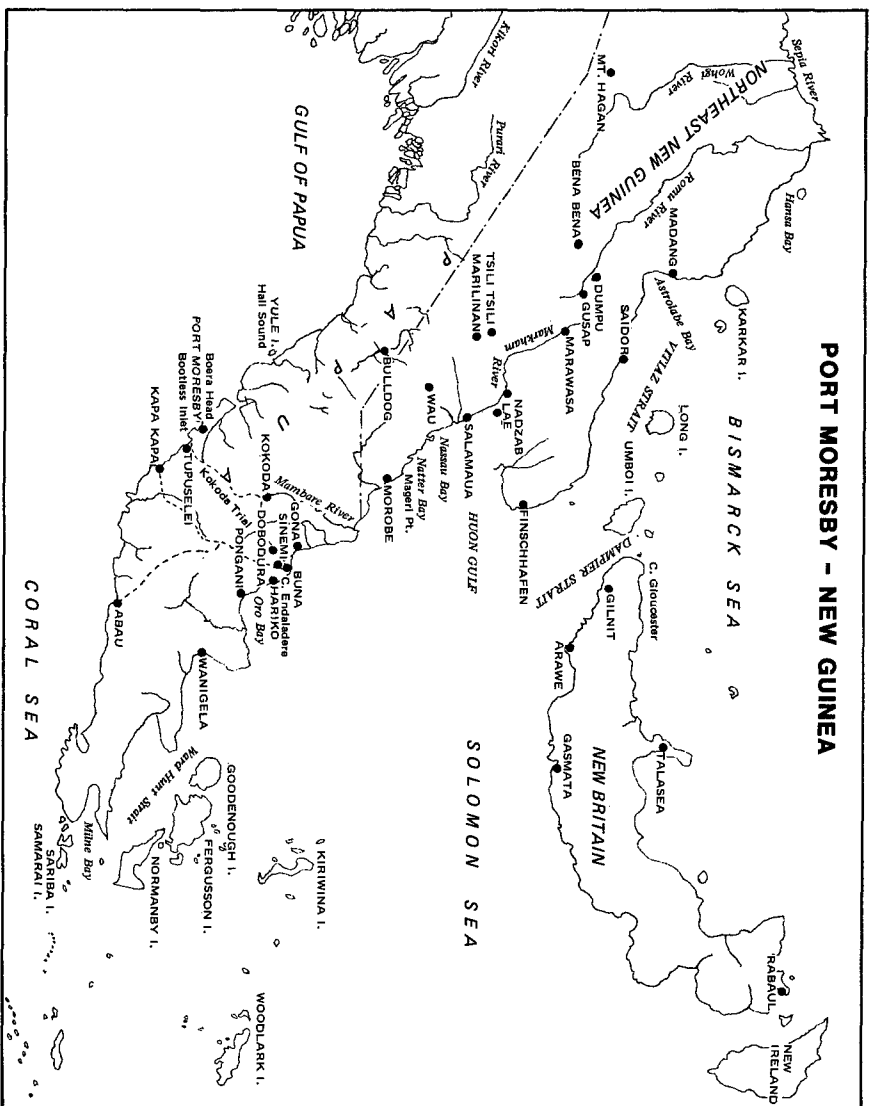 PORT MORESBY - NEW GUINEA
Sepia River
Hansa Bay
KARKAR I.
BISMARCK SEA
RABAUL
NEW
IRELAND
NORTHEAST NEW GUINEA
Wohgi
River
Romu
River
MADANG
Astrolabe Bay
LONG I.
VITIAZ STRAIT
UMBOI I.
C. Gloucester
TALASEA
MT. HAGAN
BENA BENA
DUMPU
GUSAP
SAIDOR
MARAWASA
DAMPIER STRAIT
GILNIT
ARAWE
NEW BRITAIN
GASMATA
Kikori River
Purari
River
TSILI TSILI
MARILINAN
Markham
River
NADZAB
LAE
FINSCHHAFEN
WAU
SALAMAUA
HUON GULF
SOLOMON SEA
Nassau Bay
Natter Bay
Mageri Pt.
BULLDOG
MOROBE
PAPUA
GULF OF PAPUA
YULE I.
Hall Sound
Mambare River
KOKODA
Kokoda Trial
GONA
BUNA
SINEMI
C. Endaiadere
DOBODURA
HARIKO
Oro Bay
PONGANI
KIRIWINA I.
WOODLARK I.
Boera Head
PORT MORESBY
Bootless Inlet
TUPUSELEI
KAPA KAPA
ABAU
WANIGELA
Ward Hunt Strait
GOODENOUGH I.
FERGUSSON I.
NORMANBY I.
Milne Bay
SARIBA I.
SAMARAI I.
CORAL SEA